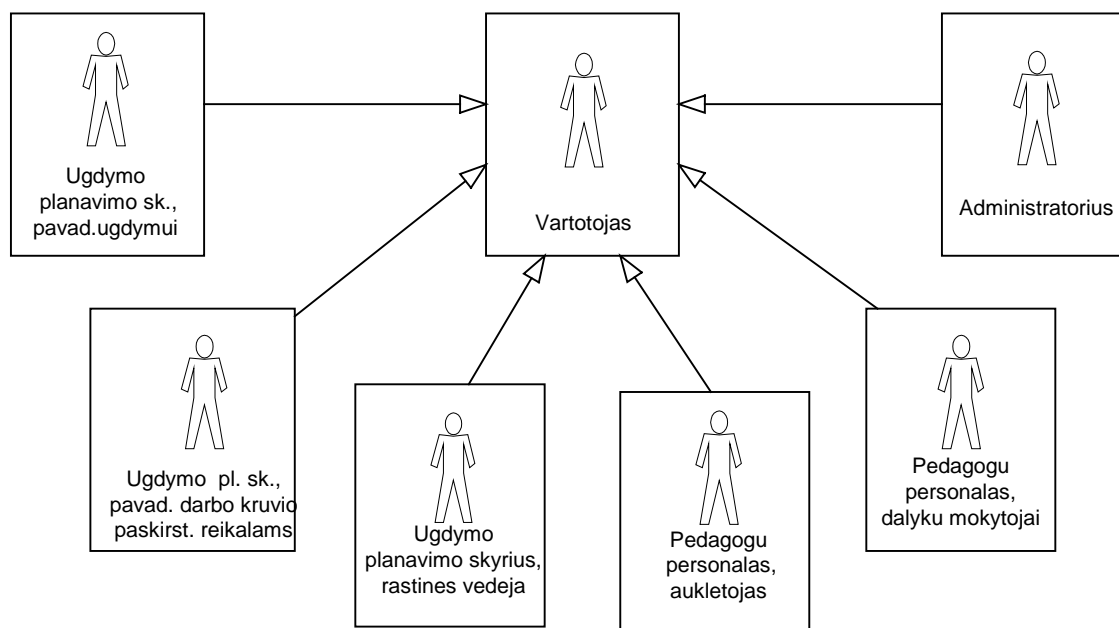 Ugdymo
planavimo sk.,
pavad.ugdymui
Vartotojas
Administratorius
Ugdymo pl. sk.,
pavad. darbo kruvio
paskirst. reikalams
Ugdymo
planavimo skyrius,
rastines vedeja
Pedagogu
personalas,
aukletojas
Pedagogu
personalas,
dalyku mokytojai